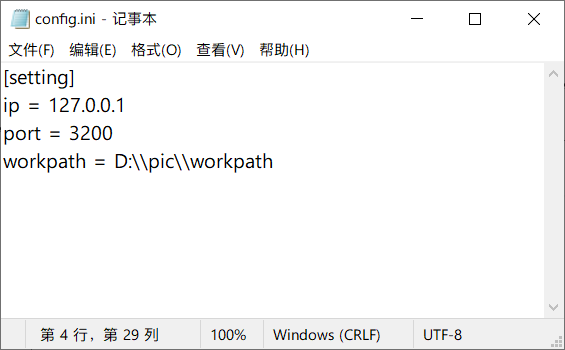 config.ini - 记事本
文件(F) 编辑(E) 格式(O) 查看(V) 帮助(H)
[setting]
ip = 127.0.0.1
port = 3200
workpath = D:\\pic\\workpath
第 4 行，第 29 列 100% Windows (CRLF) UTF-8